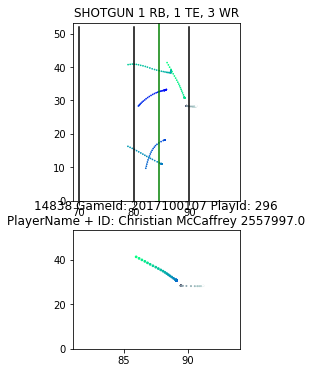 SHOTGUN 1 RB, 1 TE, 3 WR
50
40
30
20
10
0
70 80 90
14838 GameId: 2017100107 PlayId: 296
PlayerName + ID: Christian McCaffrey 2557997.0
40
20
0
85 90